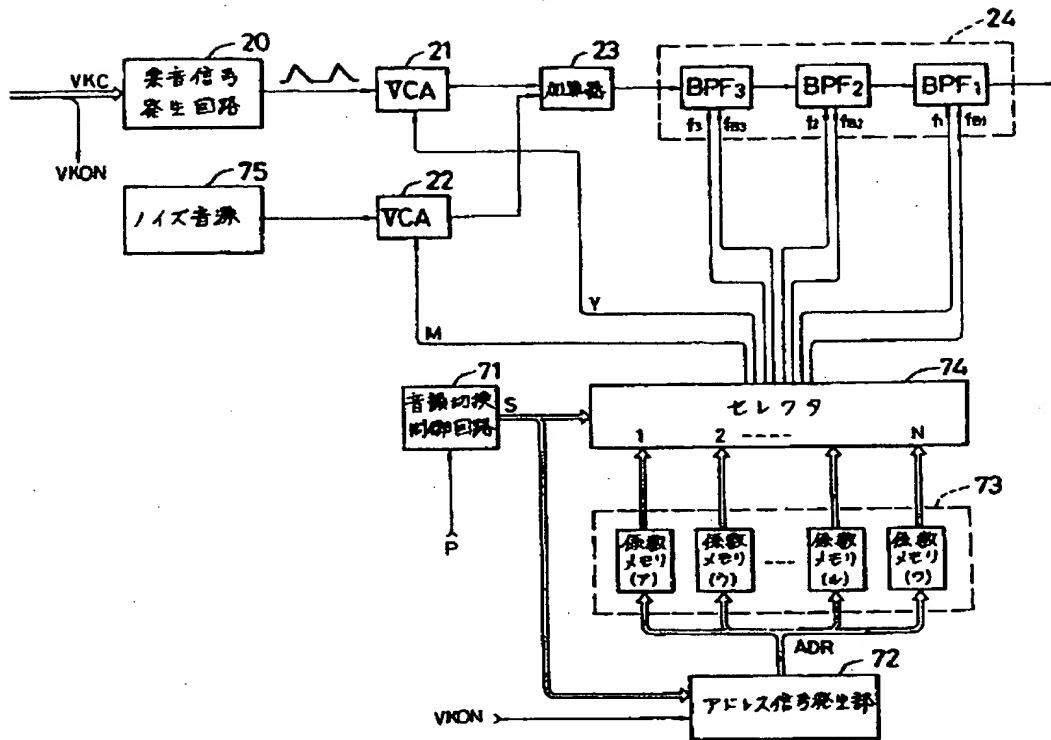 20
21
23
24
VKC
楽音信号
発生回路
VCA
加算器
BPF3
BPF2
BPF1
f3 fB3
f2 fB2
f1 fB1
VKON
75
22
ノイズ音源
VCA
Y
M
71
74
音韻切換
制御回路
S
セレクタ
1 2 ---- N
73
P
係数
メモリ
(ア)
係数
メモリ
(ウ)
----
係数
メモリ
(ル)
係数
メモリ
(ワ)
ADR
72
アドレス信号発生部
VKON